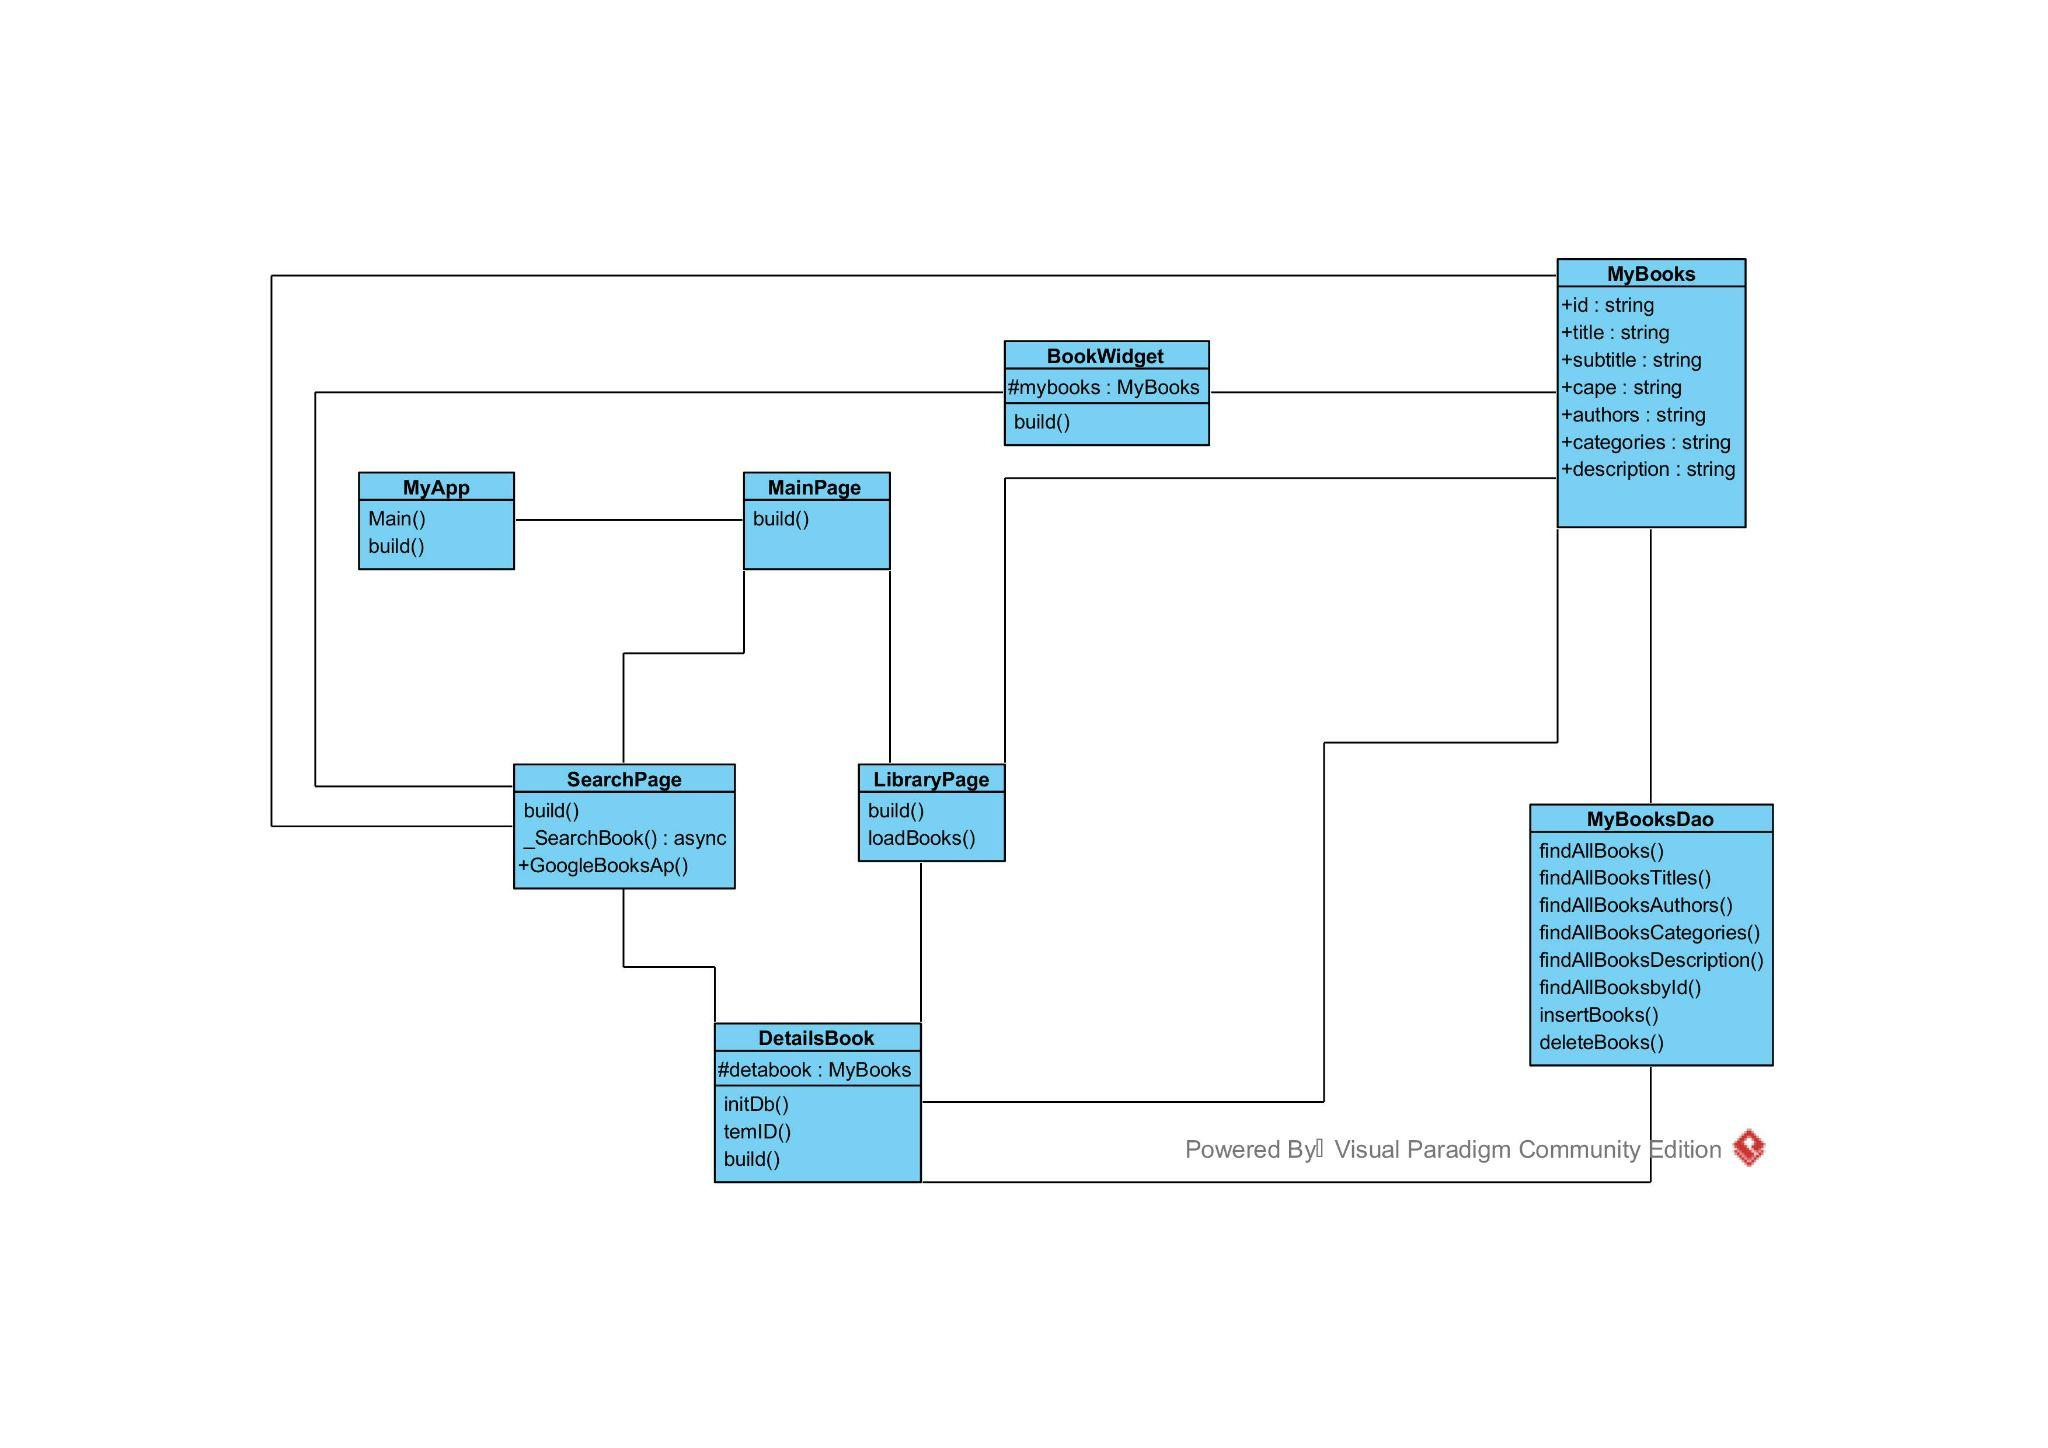 MyBooks
+id : string
+title : string
+subtitle : string
+cape : string
+authors : string
+categories : string
+description : string
BookWidget
#mybooks : MyBooks
build()
MyApp
Main()
build()
MainPage
build()
SearchPage
build()
_SearchBook() : async
+GoogleBooksAp()
LibraryPage
build()
loadBooks()
MyBooksDao
findAllBooks()
findAllBooksTitles()
findAllBooksAuthors()
findAllBooksCategories()
findAllBooksDescription()
findAllBooksbyId()
insertBooks()
deleteBooks()
DetailsBook
#detabook : MyBooks
initDb()
temID()
build()
Powered By Visual Paradigm Community Edition